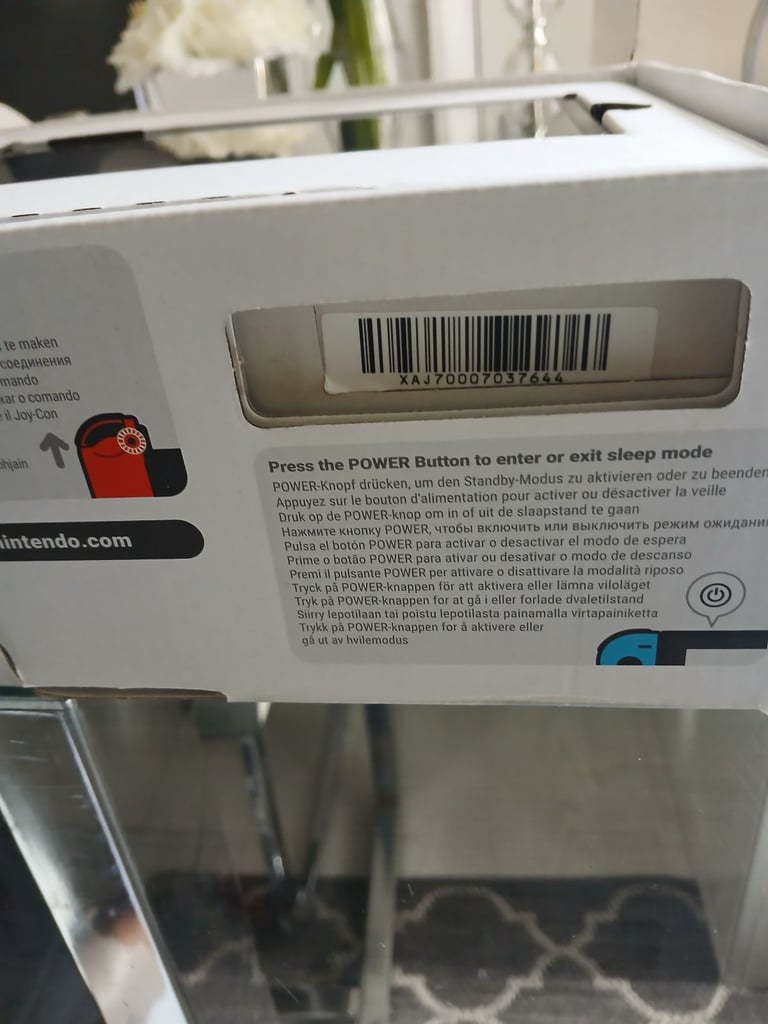 te maken
соединения
mando
ar o comando
il Joy-Con
hjain
intendo.com
XAJ70007037644
Press the POWER Button to enter or exit sleep mode
POWER-Knopf drücken, um den Standby-Modus zu aktivieren oder zu beenden
Appuyez sur le bouton d'alimentation pour activer ou désactiver la veille
Druk op de POWER-knop om in of uit de slaapstand te gaan
Нажмите кнопку POWER, чтобы включить или выключить режим ожидания
Pulsa el botón POWER para activar o desactivar el modo de espera
Prime o botão POWER para ativar ou desativar o modo de descanso
Premi il pulsante POWER per attivare o disattivare la modalità riposo
Tryck på POWER-knappen för att aktivera eller lämna viloläget
Tryk på POWER-knappen for at gå i eller forlade dvaletilstand
Siirry lepotilaan tai poistu lepotilasta painamalla virtapainiketta
Trykk på POWER-knappen for å aktivere eller
gå ut av hvilemodus